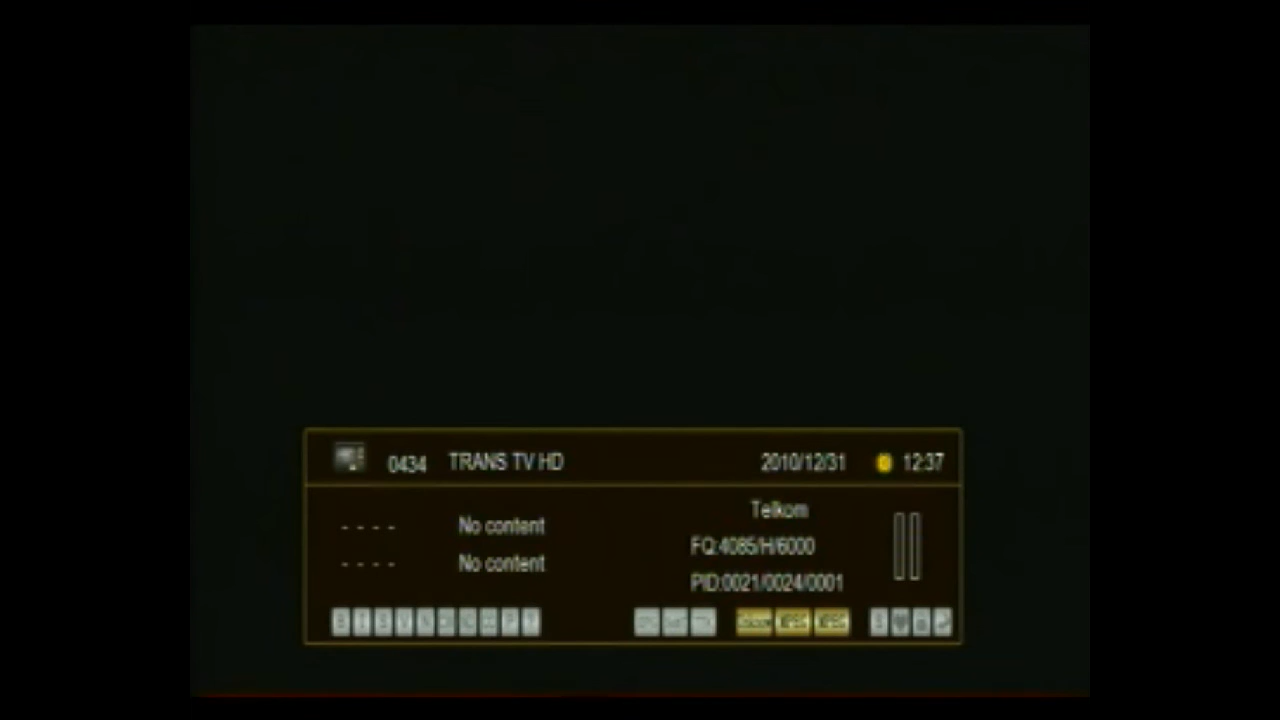 0434 TRANS TV HD 2010/12/31 12:37
- - - - No content
- - - - No content
Telkom
FQ:4085/H/6000
PID:0021/0024/0001